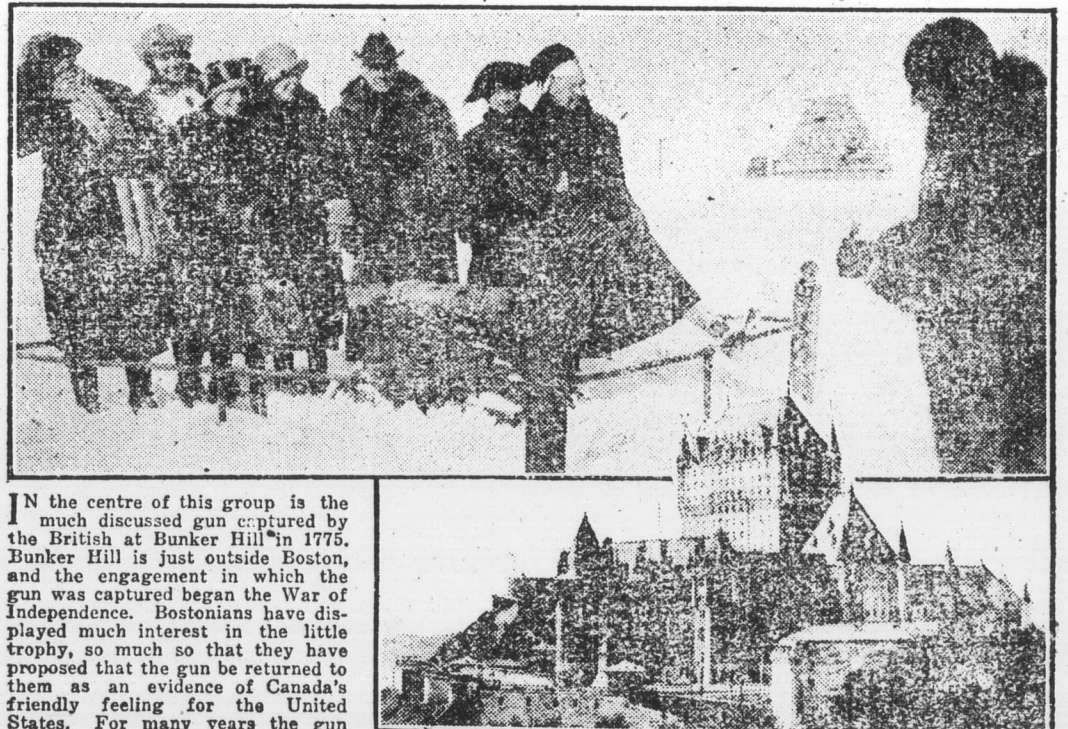 IN the centre of this group is the
much discussed gun captured by
the British at Bunker Hill in 1775.
Bunker Hill is just outside Boston,
and the engagement in which the
gun was captured began the War of
Independence. Bostonians have dis-
played much interest in the little
trophy, so much so that they have
proposed that the gun be returned to
them as an evidence of Canada's
friendly feeling for the United
States. For many years the gun